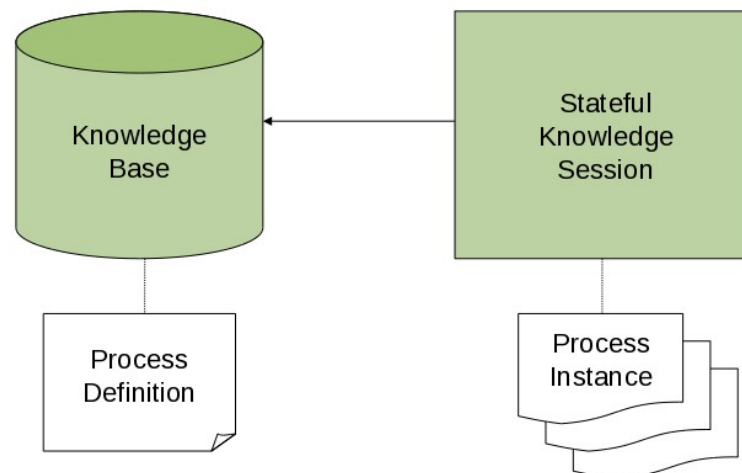 Knowledge
Base
Stateful
Knowledge
Session
Process
Definition
Process
Instance